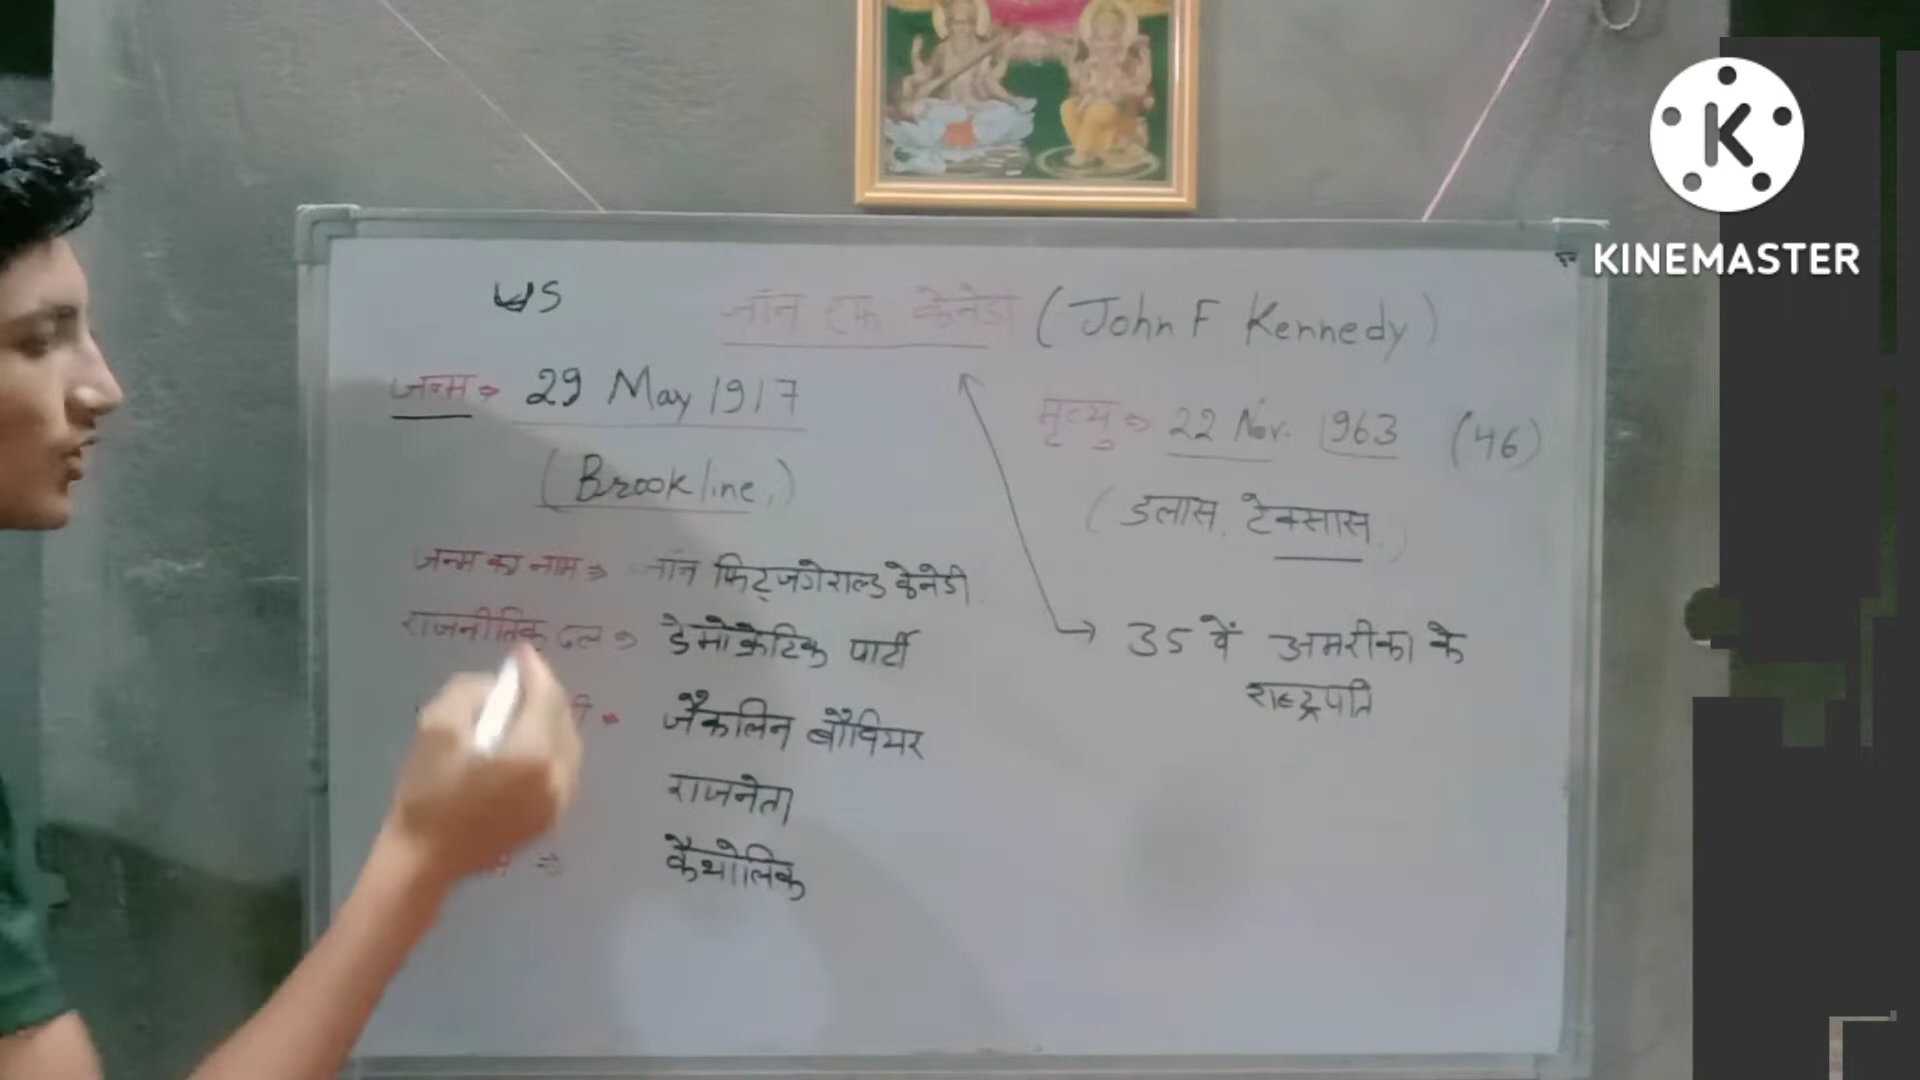 US
जॉन एफ केनेडी (John F Kennedy)
जन्म ⇒ 29 May 1917
(Brookline,)
मृत्यु ⇒ 22 Nov. 1963 (46)
(डलास, टेक्सास.)
जन्म का नाम ⇒ जॉन फिट्जगेराल्ड केनेडी
राजनीतिक दल ⇒ डेमोक्रेटिक पार्टी
जैकलिन बौवियर
राजनेता
कैथोलिक
→ 35 वें अमरीका के
राष्ट्रपति
K
KINEMASTER